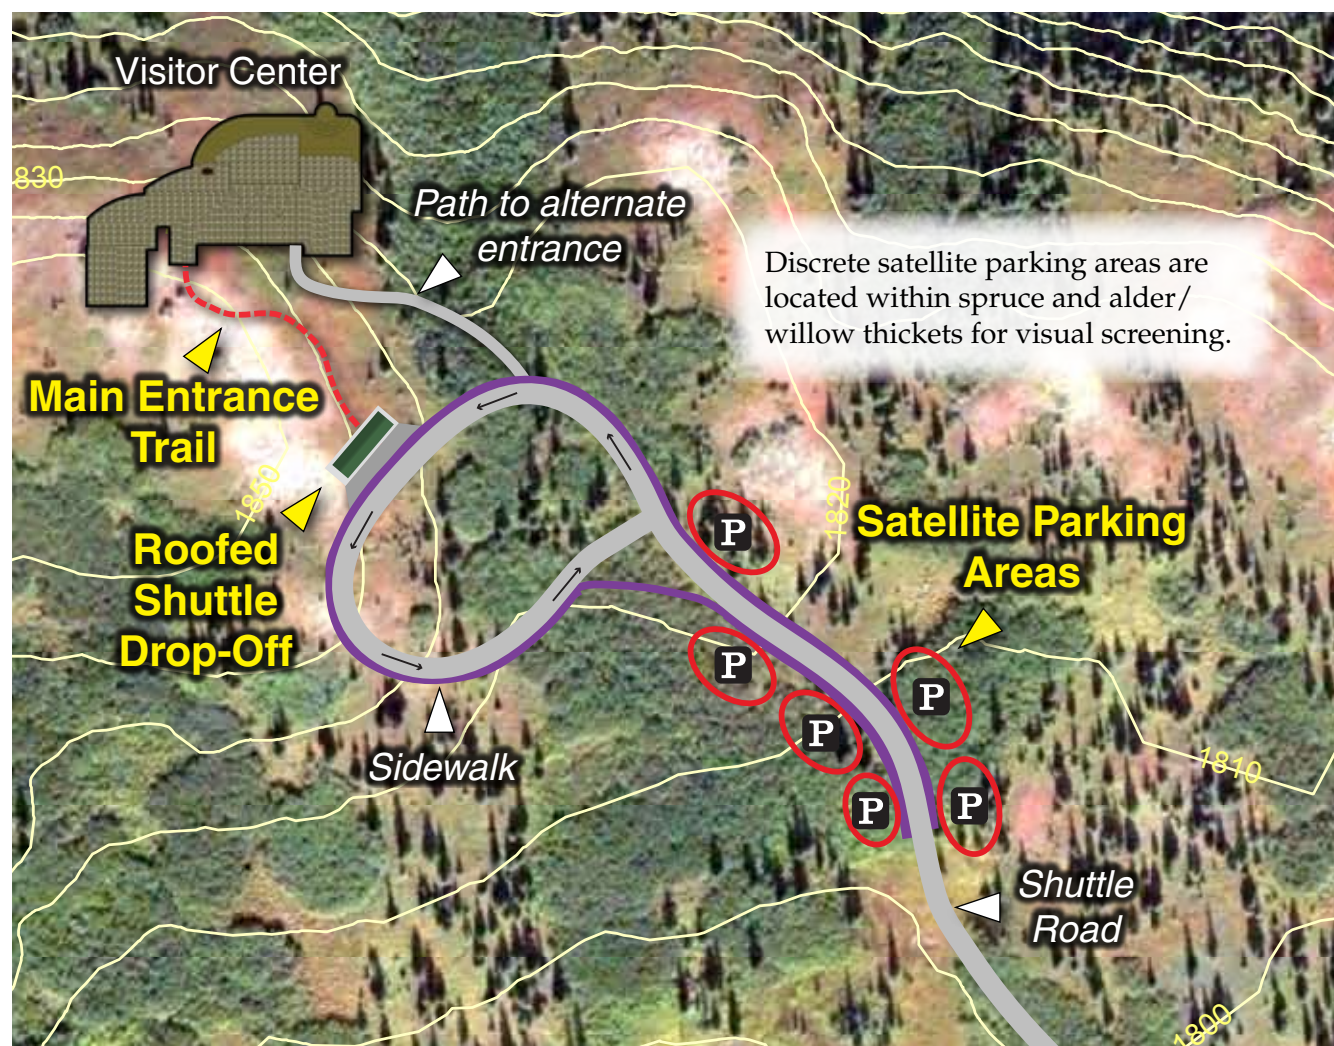 Visitor Center
830
Path to alternate
entrance
Discrete satellite parking areas are
located within spruce and alder/
willow thickets for visual screening.
Main Entrance
Trail
1850
1820
P
Satellite Parking
Areas
Roofed
Shuttle
Drop-Off
P
P
P
Sidewalk
1810
P
P
Shuttle
Road
1800